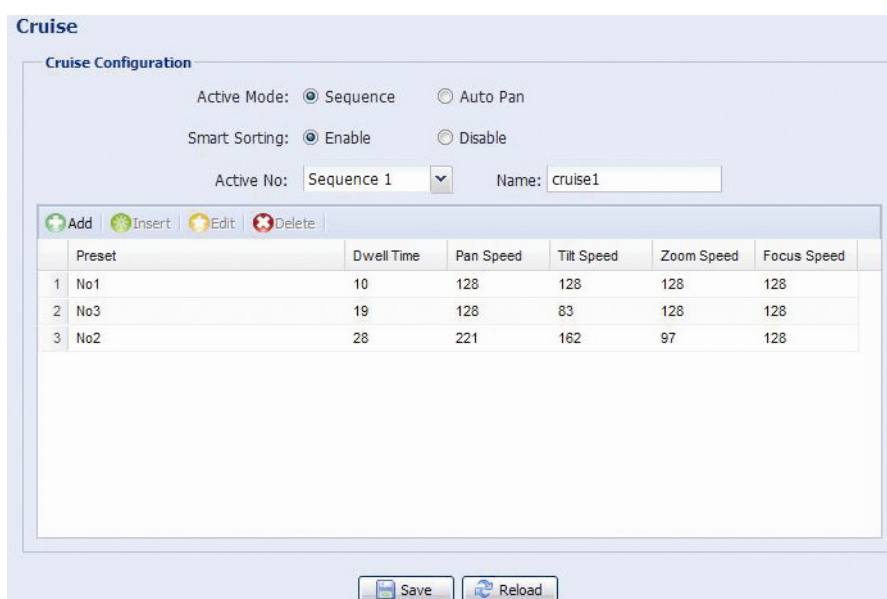 Cruise
Cruise Configuration
Active Mode: Sequence Auto Pan
Smart Sorting: Enable Disable
Active No: Sequence 1 Name: cruise1
Add Insert Edit Delete
Preset Dwell Time Pan Speed Tilt Speed Zoom Speed Focus Speed
1 No1 10 128 128 128 128
2 No3 19 128 83 128 128
3 No2 28 221 162 97 128
Save Reload